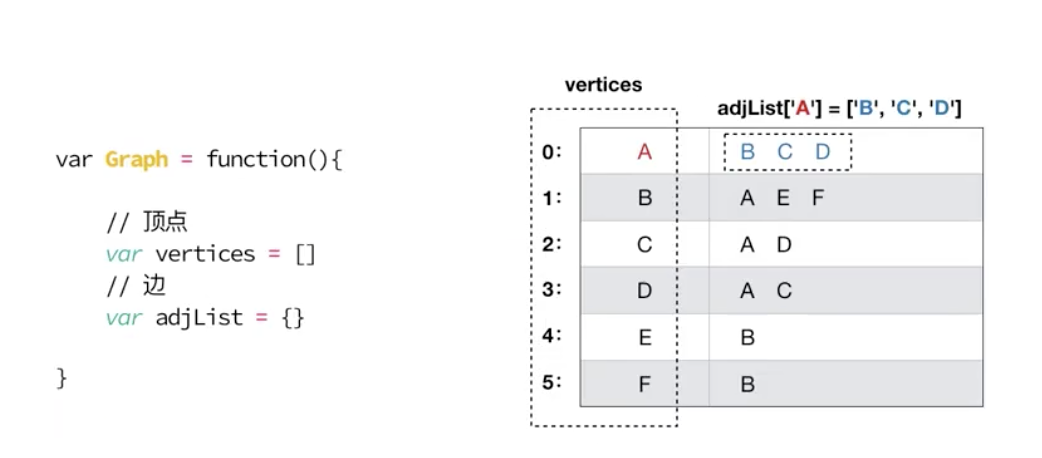 var Graph = function(){
// 顶点
var vertices = []
// 边
var adjList = {}
}
vertices
adjList['A'] = ['B', 'C', 'D']
0: A B C D
1: B A E F
2: C A D
3: D A C
4: E B
5: F B